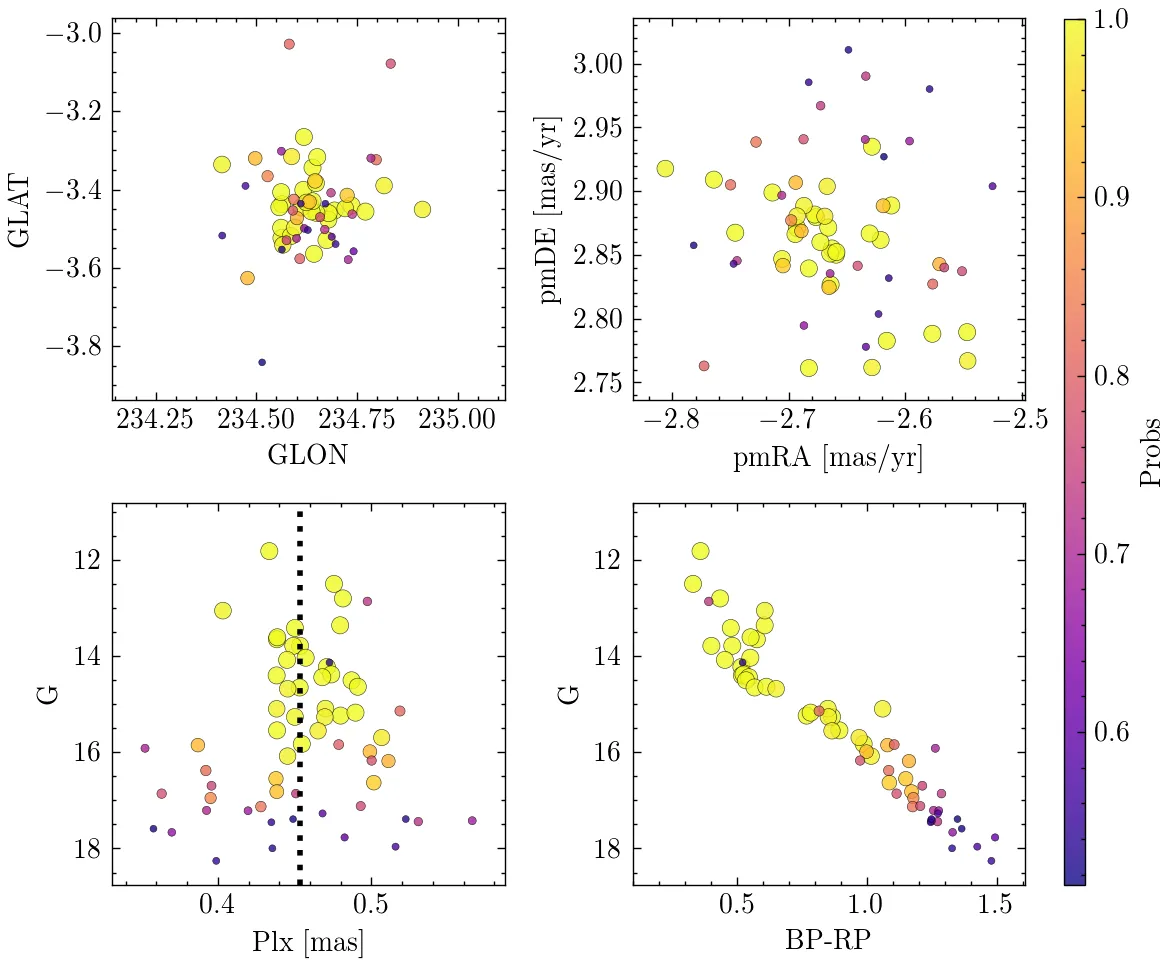 −3.0
−3.2
−3.4
−3.6
−3.8
GLAT
234.25 234.50 234.75 235.00
GLON
3.00
2.95
2.90
2.85
2.80
2.75
pmDE [mas/yr]
−2.8 −2.7 −2.6 −2.5
pmRA [mas/yr]
12
14
16
18
G
0.4 0.5
Plx [mas]
12
14
16
18
G
0.5 1.0 1.5
BP-RP
1.0
0.9
0.8
0.7
0.6
Probs